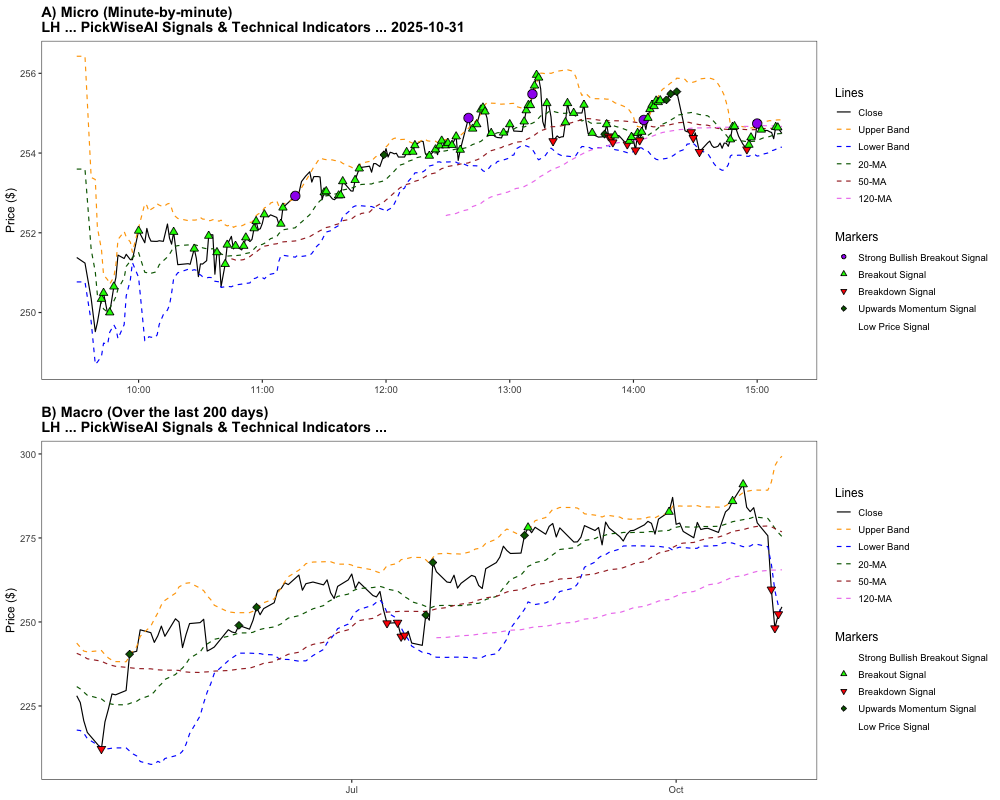 A) Micro (Minute-by-minute)
LH ... PickWiseAI Signals & Technical Indicators ... 2025-10-31
Price ($)
256
254
252
250
10:00
11:00
12:00
13:00
14:00
15:00
Lines
Close
Upper Band
Lower Band
20-MA
50-MA
120-MA
Markers
Strong Bullish Breakout Signal
Breakout Signal
Breakdown Signal
Upwards Momentum Signal
Low Price Signal
B) Macro (Over the last 200 days)
LH ... PickWiseAI Signals & Technical Indicators ...
Price ($)
300
275
250
225
Jul
Oct
Lines
Close
Upper Band
Lower Band
20-MA
50-MA
120-MA
Markers
Strong Bullish Breakout Signal
Breakout Signal
Breakdown Signal
Upwards Momentum Signal
Low Price Signal